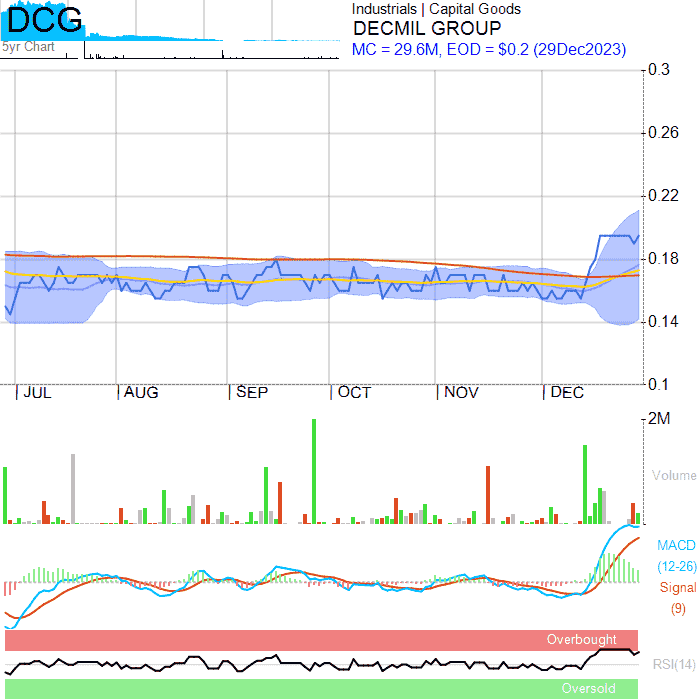 DCG
5yr Chart
Industrials | Capital Goods
DECMIL GROUP
MC = 29.6M, EOD = $0.2 (29Dec2023)
0.3
0.26
0.22
0.18
0.14
0.1
JUL AUG SEP OCT NOV DEC
2M
Volume
MACD
(12-26)
Signal
(9)
Overbought
RSI(14)
Oversold